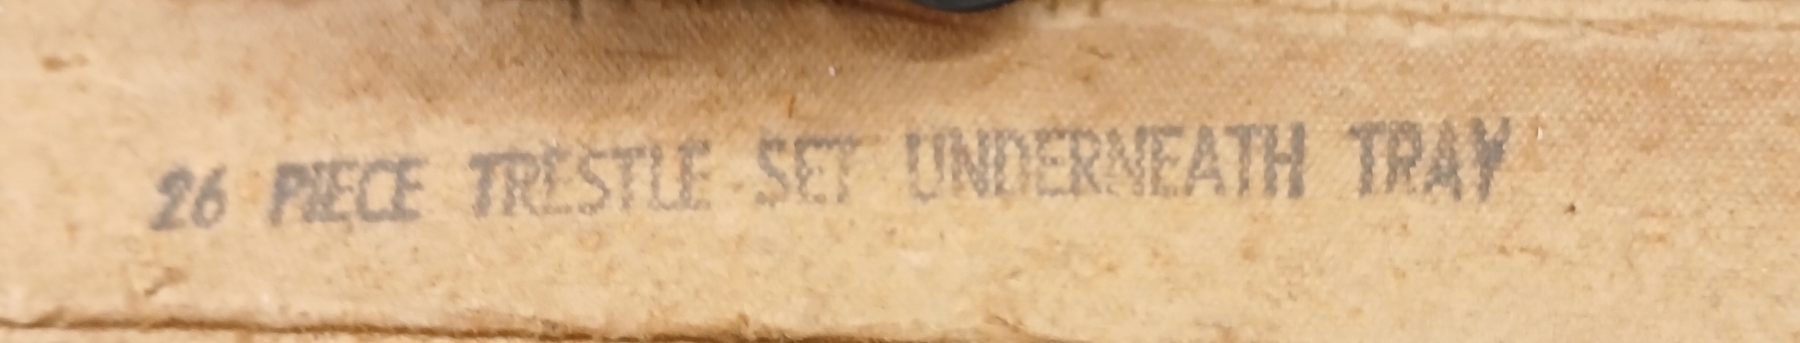 26 PIECE TRESTLE SET UNDERNEATH TRAY